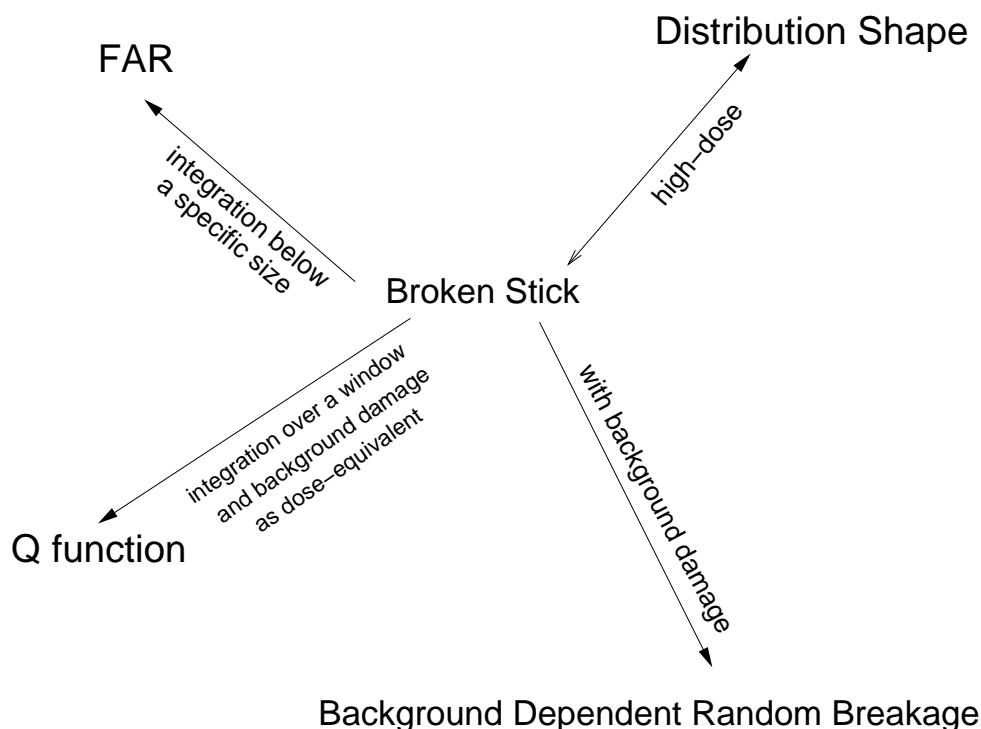 Distribution Shape
FAR
high−dose
integration below
a specific size
Broken Stick
integration over a window
and background damage
as dose−equivalent
with background damage
Q function
Background Dependent Random Breakage